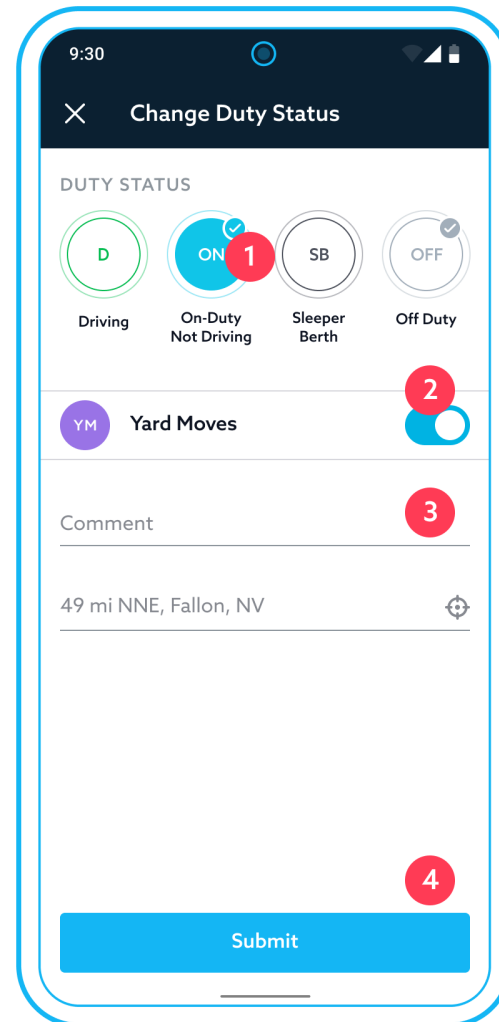 9:30
Change Duty Status
DUTY STATUS
D
ON
1
SB
OFF
Driving
On-Duty
Not Driving
Sleeper
Berth
Off Duty
2
YM
Yard Moves
Comment
3
49 mi NNE, Fallon, NV
4
Submit